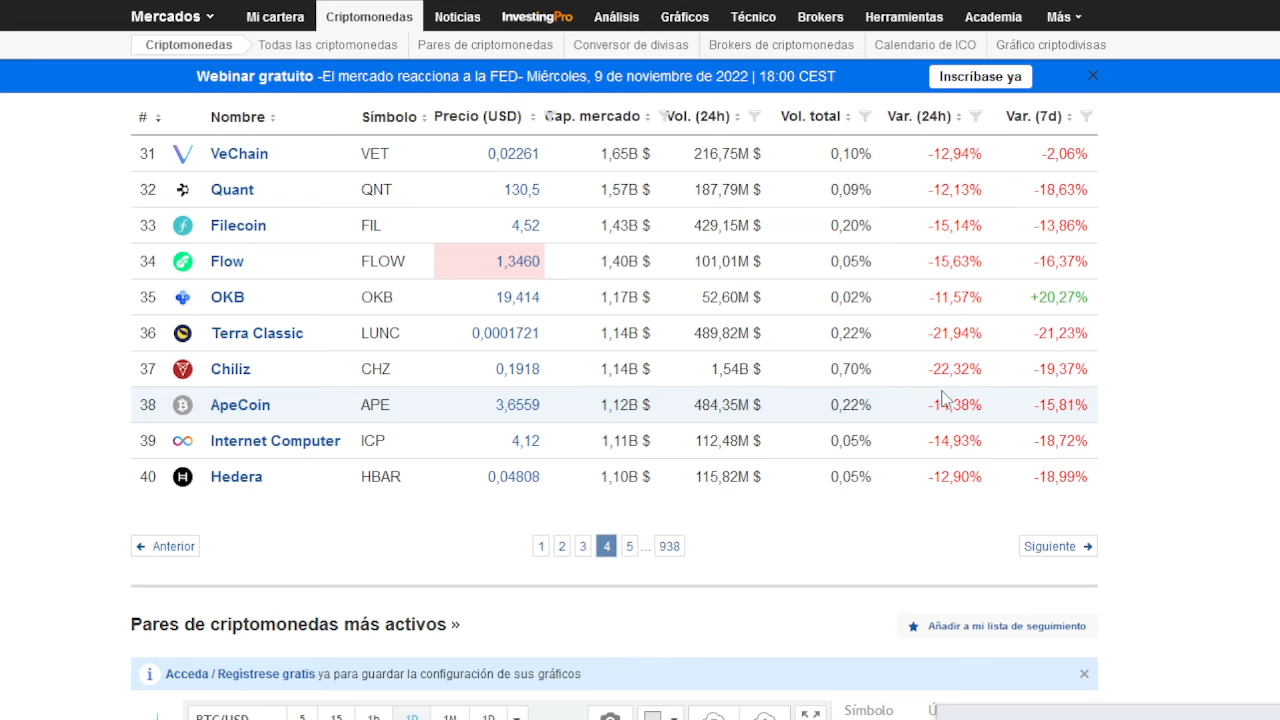 Mercados Mi cartera Criptomonedas Noticias InvestingPro Análisis Gráficos Técnico Brokers Herramientas Academia Más
Criptomonedas Todas las criptomonedas Pares de criptomonedas Conversor de divisas Brokers de criptomonedas Calendario de ICO Gráfico criptodivisas
Webinar gratuito -El mercado reacciona a la FED- Miércoles, 9 de noviembre de 2022 | 18:00 CEST Inscríbase ya
# Nombre Símbolo Precio (USD) Cap. mercado Vol. (24h) Vol. total Var. (24h) Var. (7d)
31 VeChain VET 0,02261 1,65B $ 216,75M $ 0,10% -12,94% -2,06%
32 Quant QNT 130,5 1,57B $ 187,79M $ 0,09% -12,13% -18,63%
33 Filecoin FIL 4,52 1,43B $ 429,15M $ 0,20% -15,14% -13,86%
34 Flow FLOW 1,3460 1,40B $ 101,01M $ 0,05% -15,63% -16,37%
35 OKB OKB 19,414 1,17B $ 52,60M $ 0,02% -11,57% +20,27%
36 Terra Classic LUNC 0,0001721 1,14B $ 489,82M $ 0,22% -21,94% -21,23%
37 Chiliz CHZ 0,1918 1,14B $ 1,54B $ 0,70% -22,32% -19,37%
38 ApeCoin APE 3,6559 1,12B $ 484,35M $ 0,22% -15,81%
39 Internet Computer ICP 4,12 1,11B $ 112,48M $ 0,05% -14,93% -18,72%
40 Hedera HBAR 0,04808 1,10B $ 115,82M $ 0,05% -12,90% -18,99%
Anterior 1 2 3 4 5 ... 938 Siguiente
Pares de criptomonedas más activos »
Añadir a mi lista de seguimiento
Acceda / Regístrese gratis ya para guardar la configuración de sus gráficos
BTC/USD 5 15 1h 1D 1M 1D Símbolo